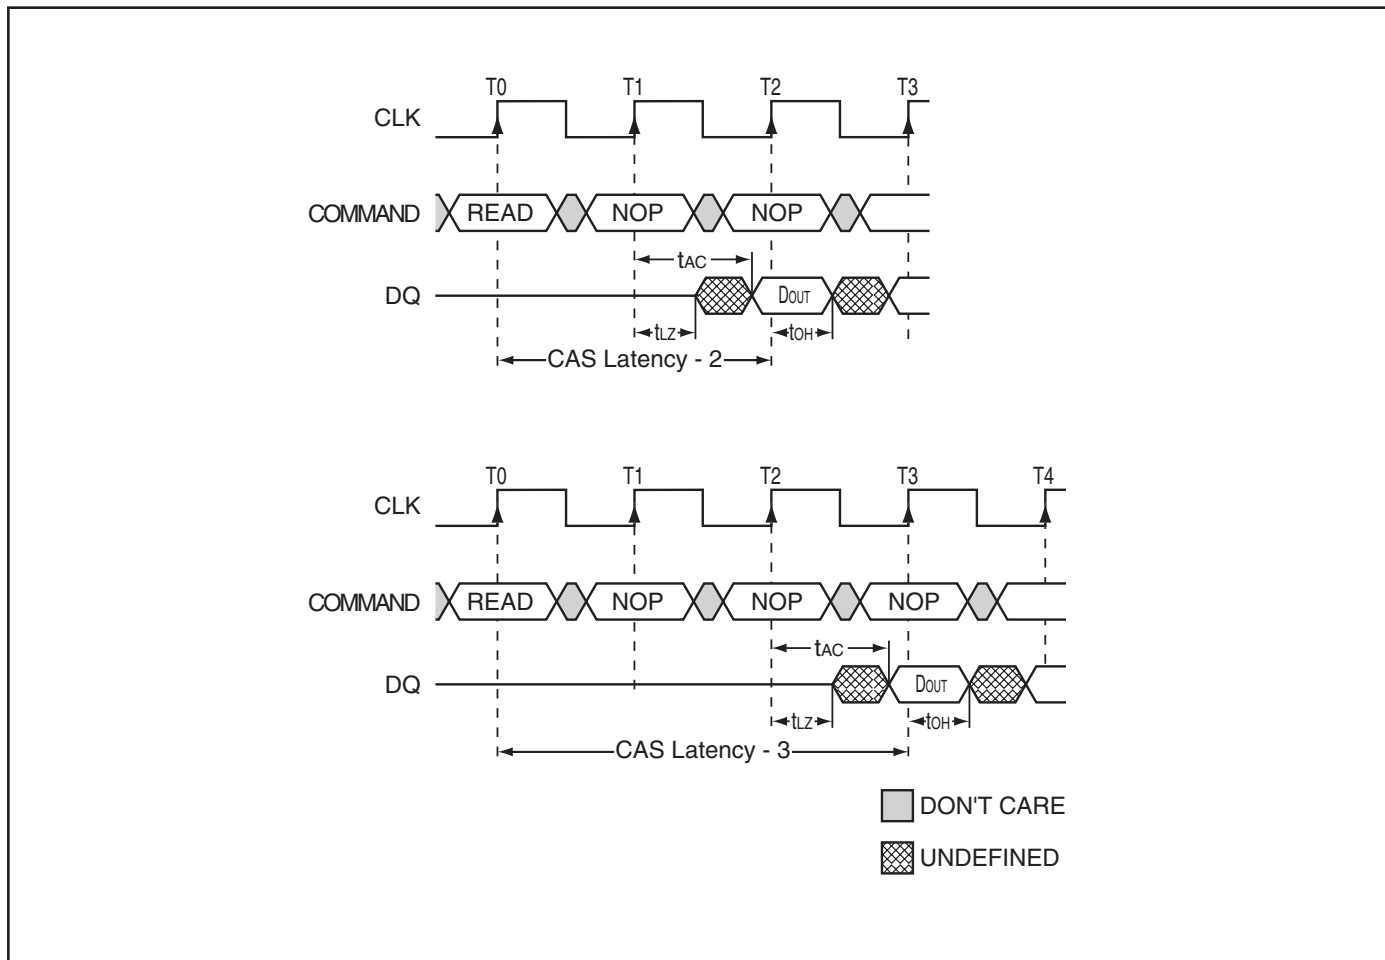 T0 T1 T2 T3
CLK
COMMAND READ NOP NOP
tAC
DQ DOUT
tLZ tOH
CAS Latency - 2
T0 T1 T2 T3 T4
CLK
COMMAND READ NOP NOP NOP
tAC
DQ DOUT
tLZ tOH
CAS Latency - 3
DON'T CARE
UNDEFINED